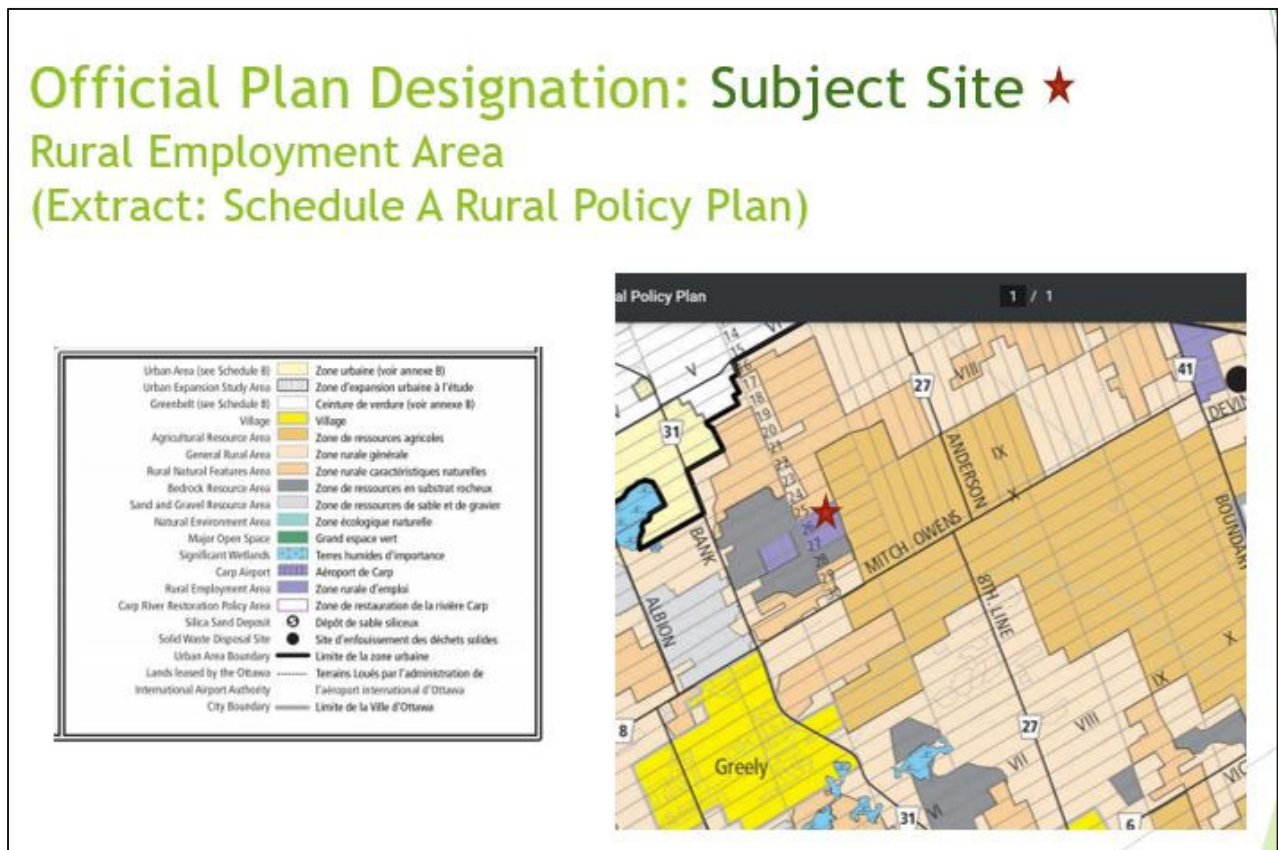 Official Plan Designation: Subject Site
Rural Employment Area
(Extract: Schedule A Rural Policy Plan)
Urban Area (see Schedule B) Zone urbaine (voir annexe B)
Urban Expansion Study Area Zone d'expansion urbaine à l'étude
Greenbelt (see Schedule B) Ceinture de verdure (voir annexe B)
Village Village
Agricultural Resource Area Zone de ressources agricoles
General Rural Area Zone rurale générale
Rural Natural Features Area Zone rurale caractéristiques naturelles
Bedrock Resource Area Zone de ressources en substrat rocheux
Sand and Gravel Resource Area Zone de ressources de sable et de gravier
Natural Environment Area Zone écologique naturelle
Major Open Space Grand espace vert
Significant Wetlands Terres humides d'importance
Carp Airport Aéroport de Carp
Rural Employment Area Zone rurale d'emploi
Carp River Restoration Policy Area Zone de restauration de la rivière Carp
Silica Sand Deposit S Dépôt de sable siliceux
Solid Waste Disposal Site Site d'enfouissement des déchets solides
Urban Area Boundary Limite de la zone urbaine
Lands leased by the Ottawa Terrains Loués par l'administration de
International Airport Authority l'aéroport international d'Ottawa
City Boundary Limite de la Ville d'Ottawa
al Policy Plan 1 / 1
14
15
16
17
18
19
20
21
22
23
24
25
26
27
28
29
V
VIII
27
41
DEVIN
31
ANDERSON
IX
X
BANK
MITCH OWENS
BOUNDARY
ALBION
8TH LINE
X
IX
8
Greely
27
VIII
VII
VI
31
6
VIC